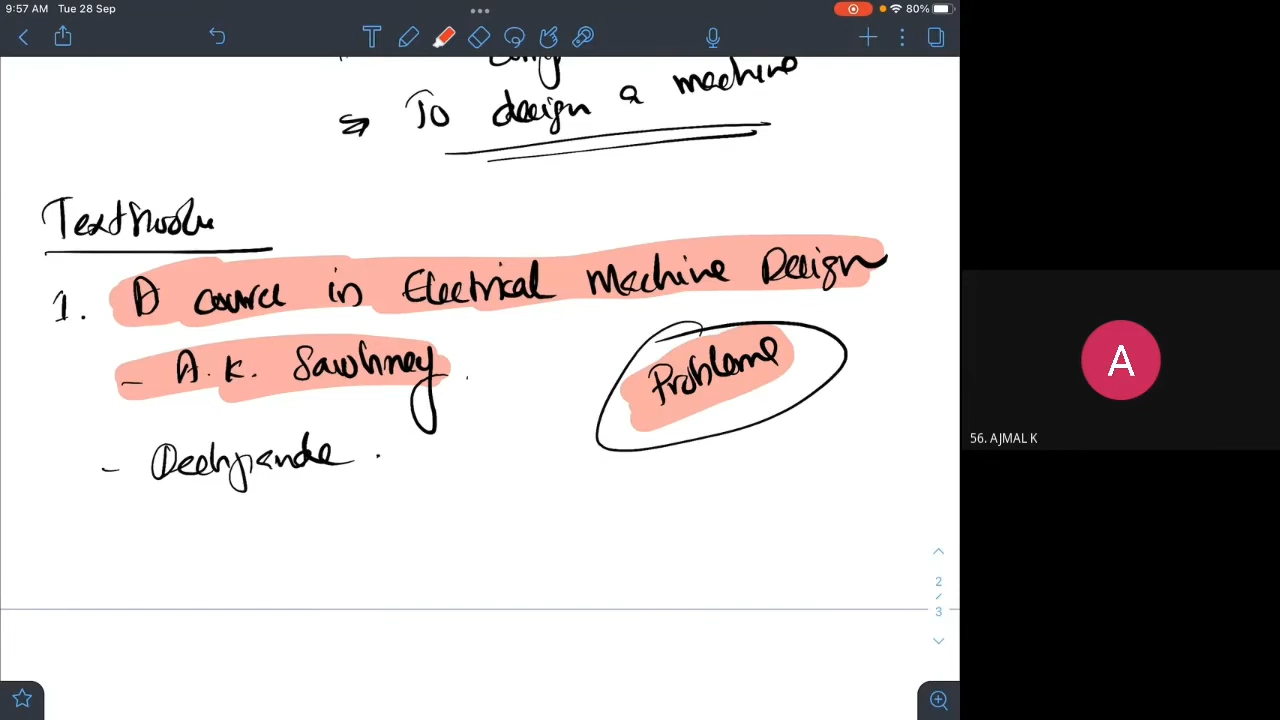 9:57 AM Tue 28 Sep
80%
⇒ To design a machine
Textbooks
1. A course in Electrical Machine Design
- A. K. Sawhney.
Problems
- Deshpande.
56. AJMAL K
A
2
/
3